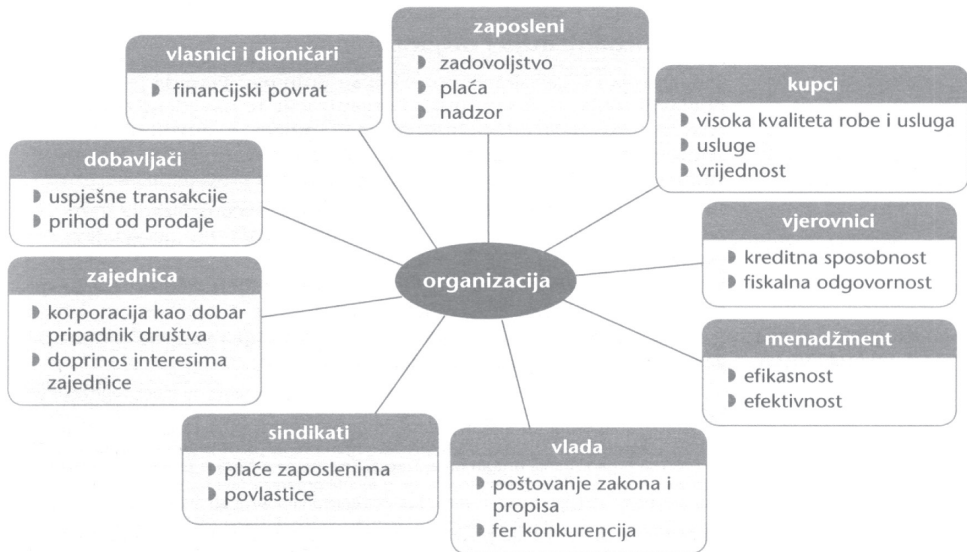 zaposleni
zadovoljstvo
plaća
nadzor
vlasnici i dioničari
financijski povrat
kupci
visoka kvaliteta robe i usluga
usluge
vrijednost
dobavljači
uspješne transakcije
prihod od prodaje
vjerovnici
kreditna sposobnost
fiskalna odgovornost
organizacija
zajednica
korporacija kao dobar
pripadnik društva
doprinos interesima
zajednice
menadžment
efikasnost
efektivnost
sindikati
plaće zaposlenima
povlastice
vlada
poštovanje zakona i
propisa
fer konkurencija